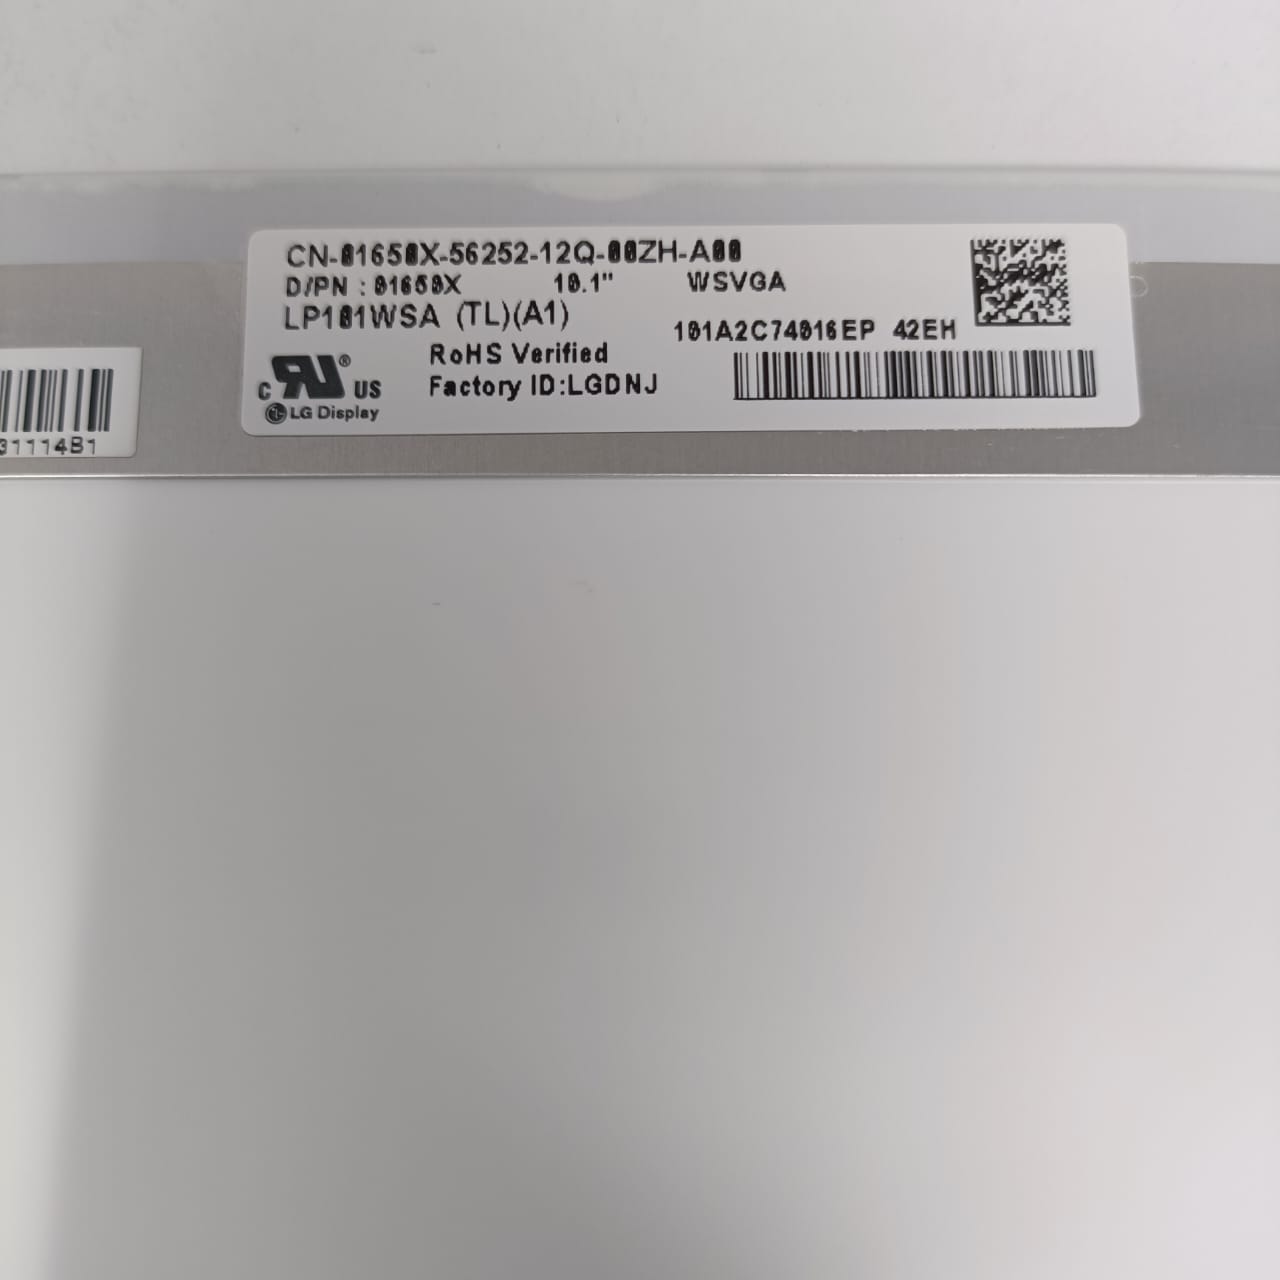 CN-01650X-56252-12Q-00ZH-A00
D/PN : 01650X 10.1" WSVGA
LP101WSA (TL)(A1)
101A2C74016EP 42EH
RoHS Verified
Factory ID:LGDNJ
c RU ® US
LG Display
31114B1